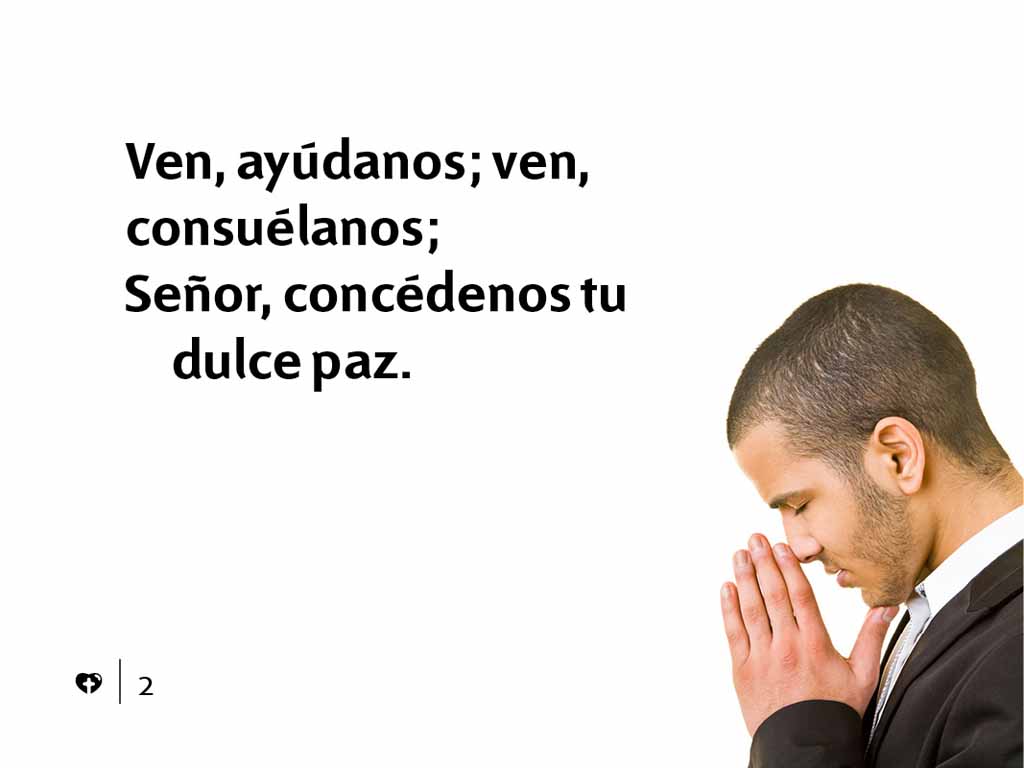 Ven, ayúdanos; ven,
consuélanos;
Señor, concédenos tu
dulce paz.
2